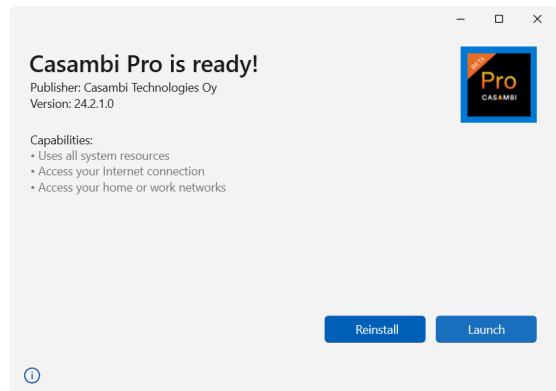 Casambi Pro is ready!
Publisher: Casambi Technologies Oy
Version: 24.2.1.0
BETA
Pro
CASAMBI
Capabilities:
• Uses all system resources
• Access your Internet connection
• Access your home or work networks
Reinstall
Launch